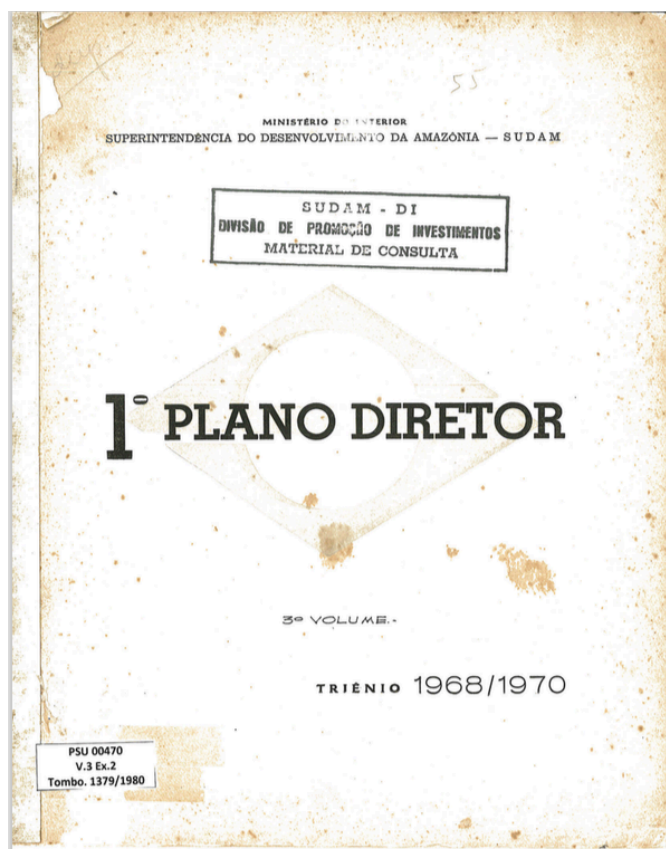 55
MINISTÉRIO DO INTERIOR
SUPERINTENDÊNCIA DO DESENVOLVIMENTO DA AMAZÔNIA — SUDAM
SUDAM - DI
DIVISÃO DE PROMOÇÃO DE INVESTIMENTOS
MATERIAL DE CONSULTA
1º PLANO DIRETOR
3º VOLUME.-
TRIÊNIO 1968/1970
PSU 00470
V.3 Ex.2
Tombo. 1379/1980